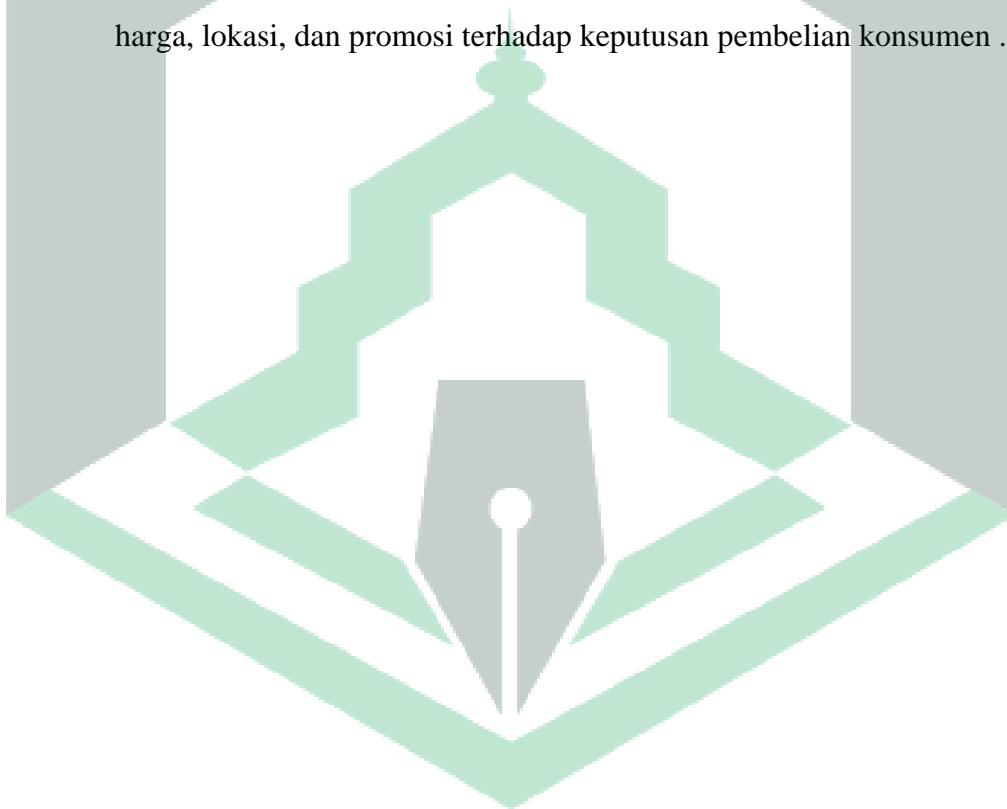 harga, lokasi, dan promosi terhadap keputusan pembelian konsumen .